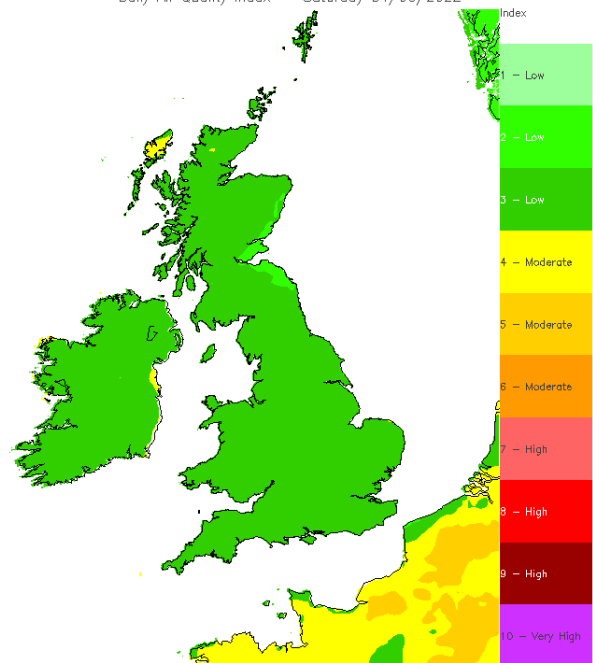 Index
1 - Low
2 - Low
3 - Low
4 - Moderate
5 - Moderate
6 - Moderate
7 - High
8 - High
9 - High
10 - Very High